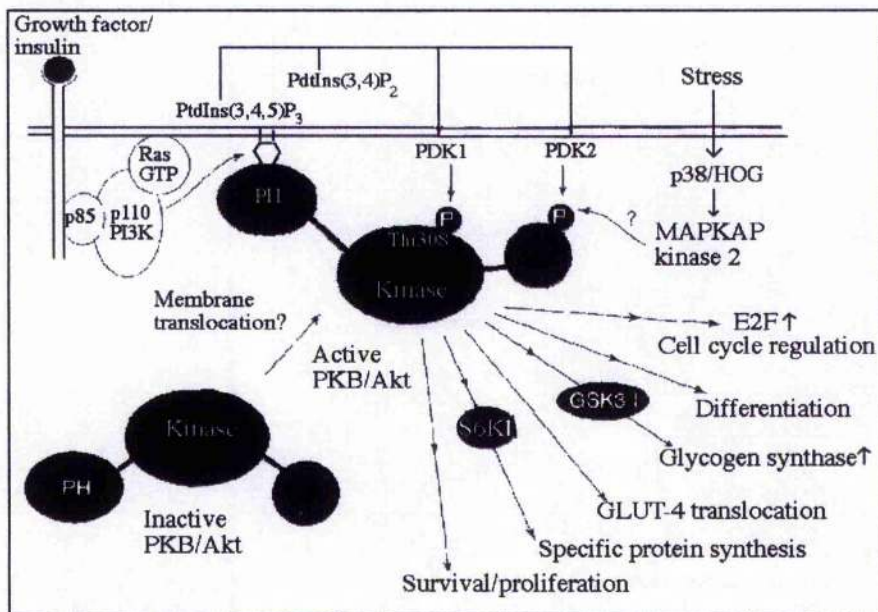 Growth factor/
insulin
PdtIns(3,4)P2
PtdIns(3,4,5)P3
Stress
Ras
GTP
PDK1
PDK2
p38/HOG
p85
p110
PI3K
PH
P
P
?
MAPKAP
kinase 2
Thr308
Kinase
Membrane
translocation?
Active
PKB/Akt
E2F↑
Cell cycle regulation
Kinase
S6K1
GSK3
Differentiation
Glycogen synthase↑
PH
Inactive
PKB/Akt
GLUT-4 translocation
Specific protein synthesis
Survival/proliferation